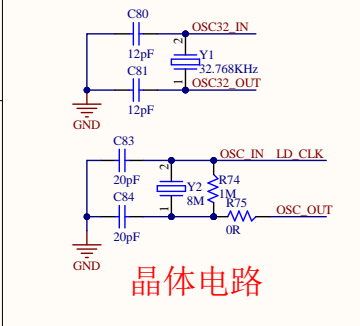 C80
OSC32_IN
12pF
2
Y1
32.768KHz
C81
1
OSC32_OUT
12pF
GND
C83
OSC_IN LD_CLK
20pF
2
Y2
8M
R74
1M
C84
1
R75
OSC_OUT
20pF
0R
GND
晶体电路